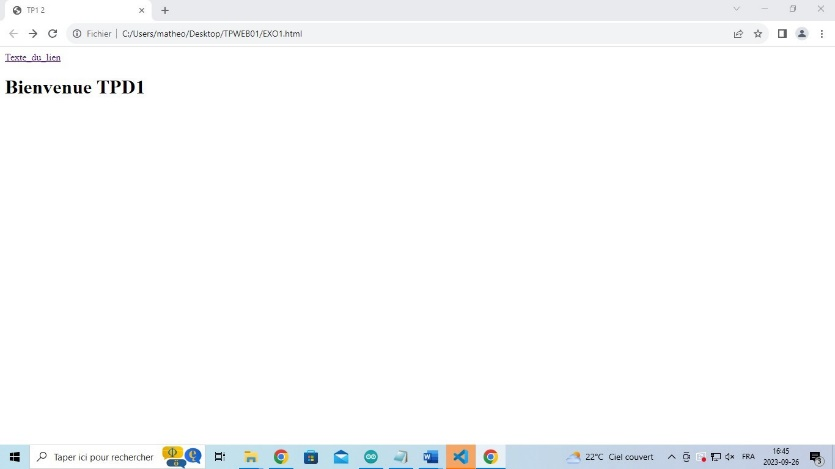 TP1 2
Fichier | C:/Users/matheo/Desktop/TPWEB01/EXO1.html
Texte_du_lien
Bienvenue TPD1
Taper ici pour rechercher
22°C Ciel couvert
FRA
16:45
2023-09-26
3